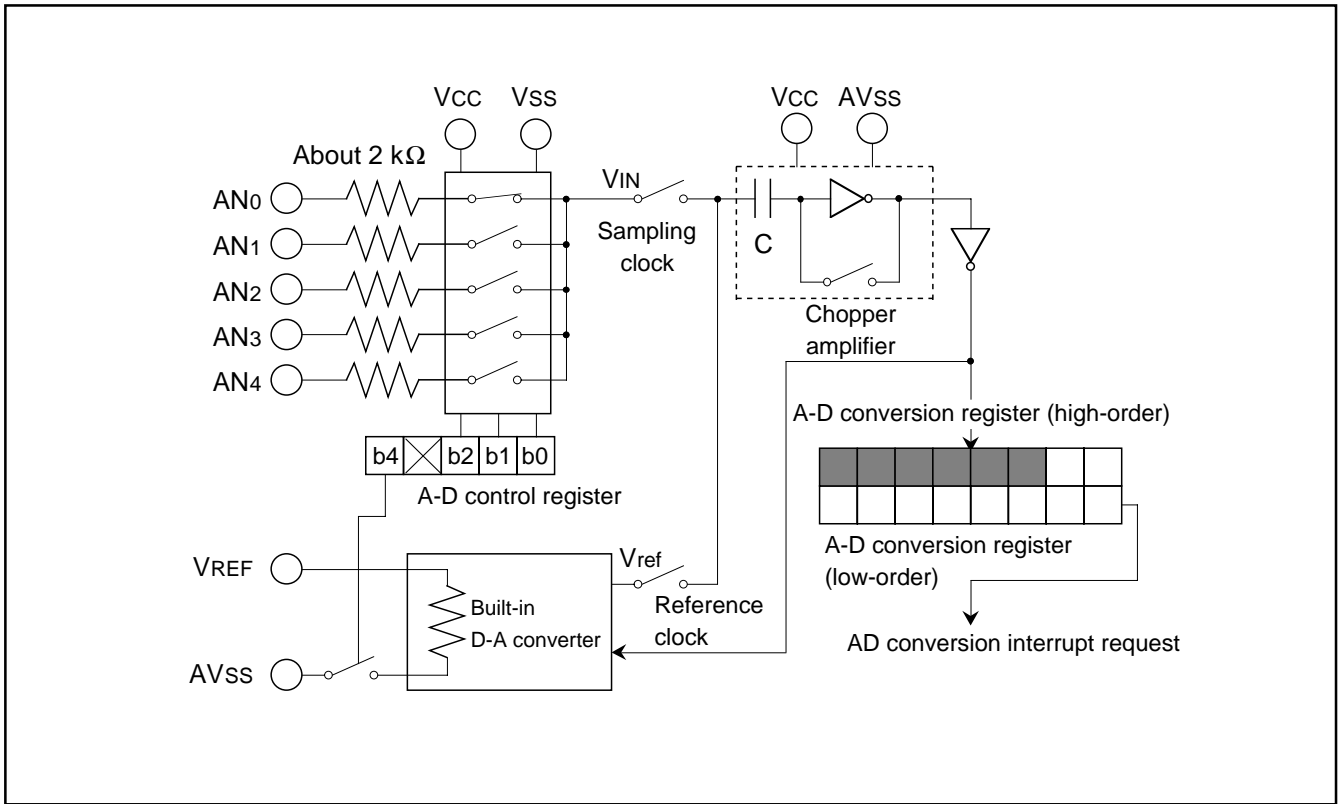 VCC
VSS
VCC
AVSS
About 2 kΩ
AN0
AN1
AN2
AN3
AN4
VIN
Sampling
clock
C
Chopper
amplifier
b4
b2
b1
b0
A-D control register
A-D conversion register (high-order)
A-D conversion register
(low-order)
AD conversion interrupt request
VREF
AVSS
Built-in
D-A converter
Vref
Reference
clock